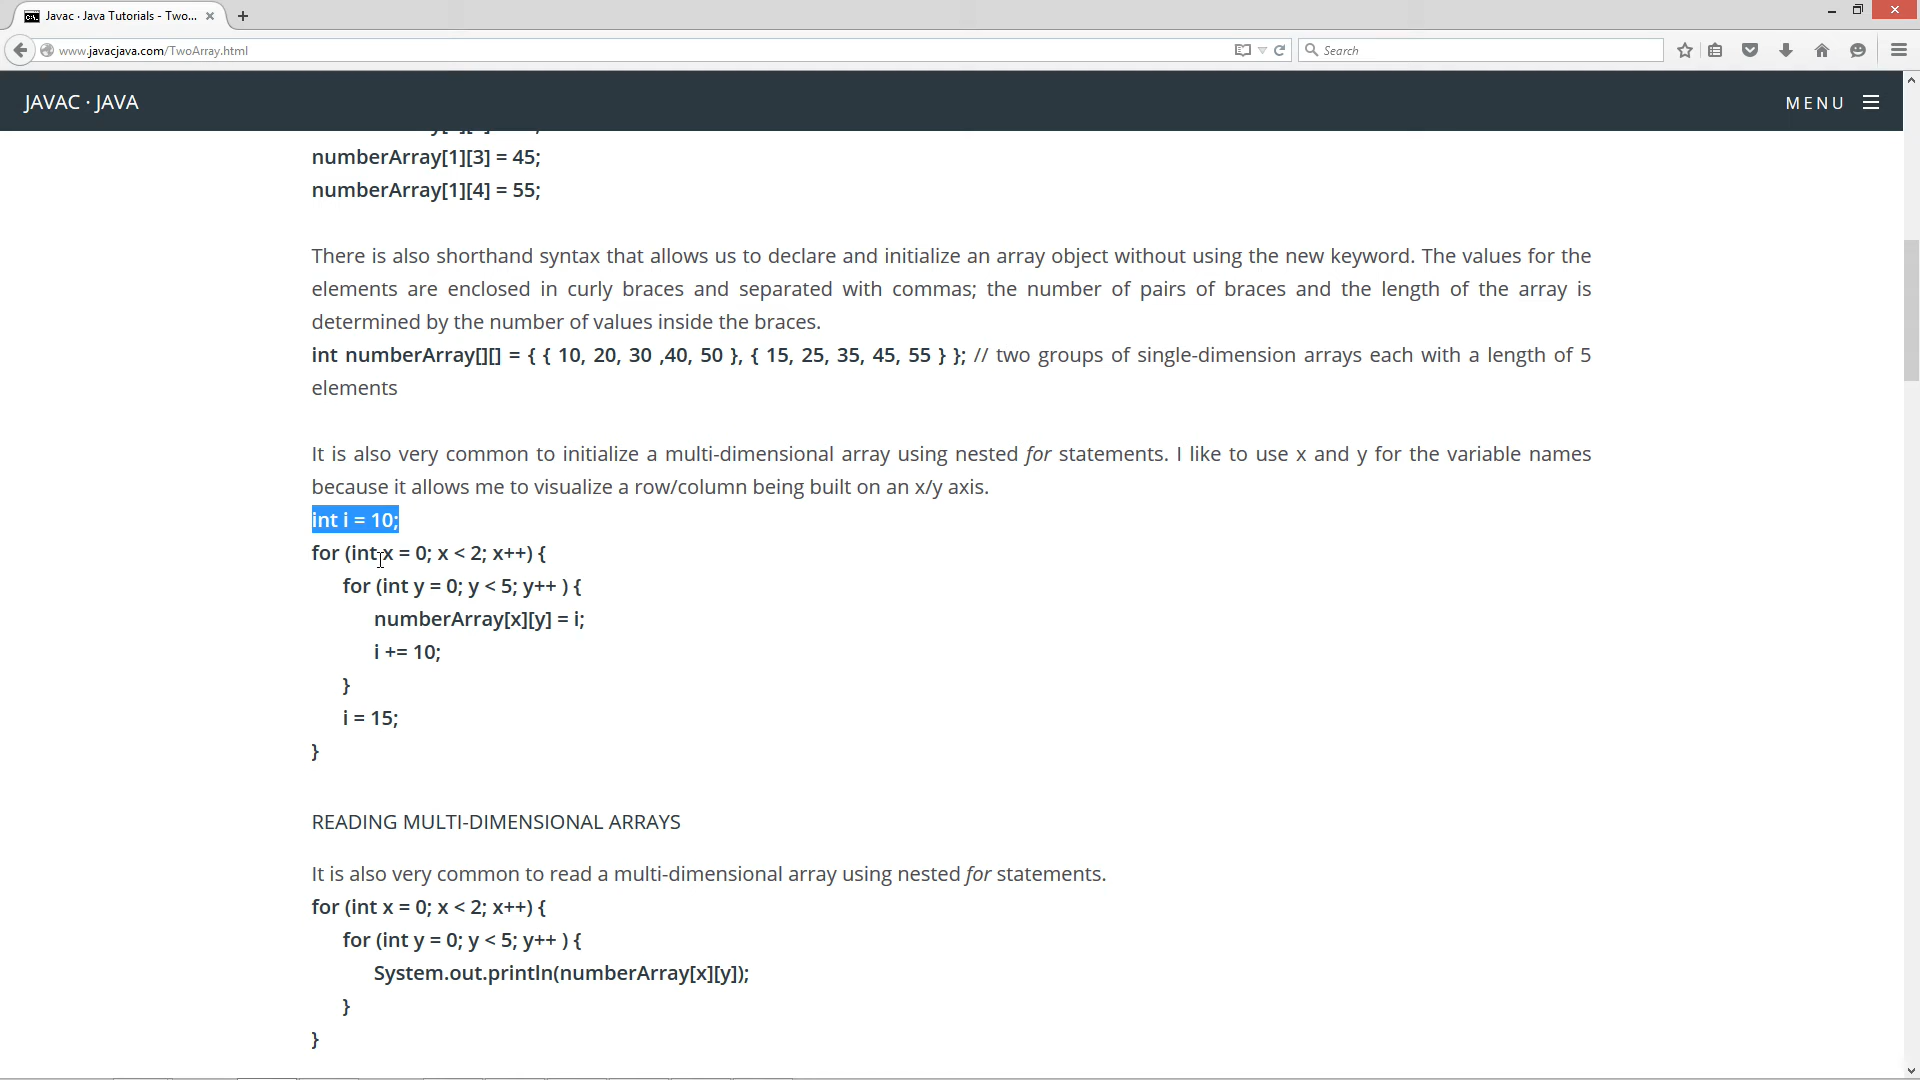 Javac · Java Tutorials - Two...
www.javacjava.com/TwoArray.html
Search
JAVAC · JAVA
MENU
numberArray[1][3] = 45;
numberArray[1][4] = 55;
There is also shorthand syntax that allows us to declare and initialize an array object without using the new keyword. The values for the
elements are enclosed in curly braces and separated with commas; the number of pairs of braces and the length of the array is
determined by the number of values inside the braces.
int numberArray[][] = { { 10, 20, 30 ,40, 50 }, { 15, 25, 35, 45, 55 } }; // two groups of single-dimension arrays each with a length of 5
elements
It is also very common to initialize a multi-dimensional array using nested for statements. I like to use x and y for the variable names
because it allows me to visualize a row/column being built on an x/y axis.
int i = 10;
for (int x = 0; x < 2; x++) {
for (int y = 0; y < 5; y++ ) {
numberArray[x][y] = i;
i += 10;
}
i = 15;
}
READING MULTI-DIMENSIONAL ARRAYS
It is also very common to read a multi-dimensional array using nested for statements.
for (int x = 0; x < 2; x++) {
for (int y = 0; y < 5; y++ ) {
System.out.println(numberArray[x][y]);
}
}